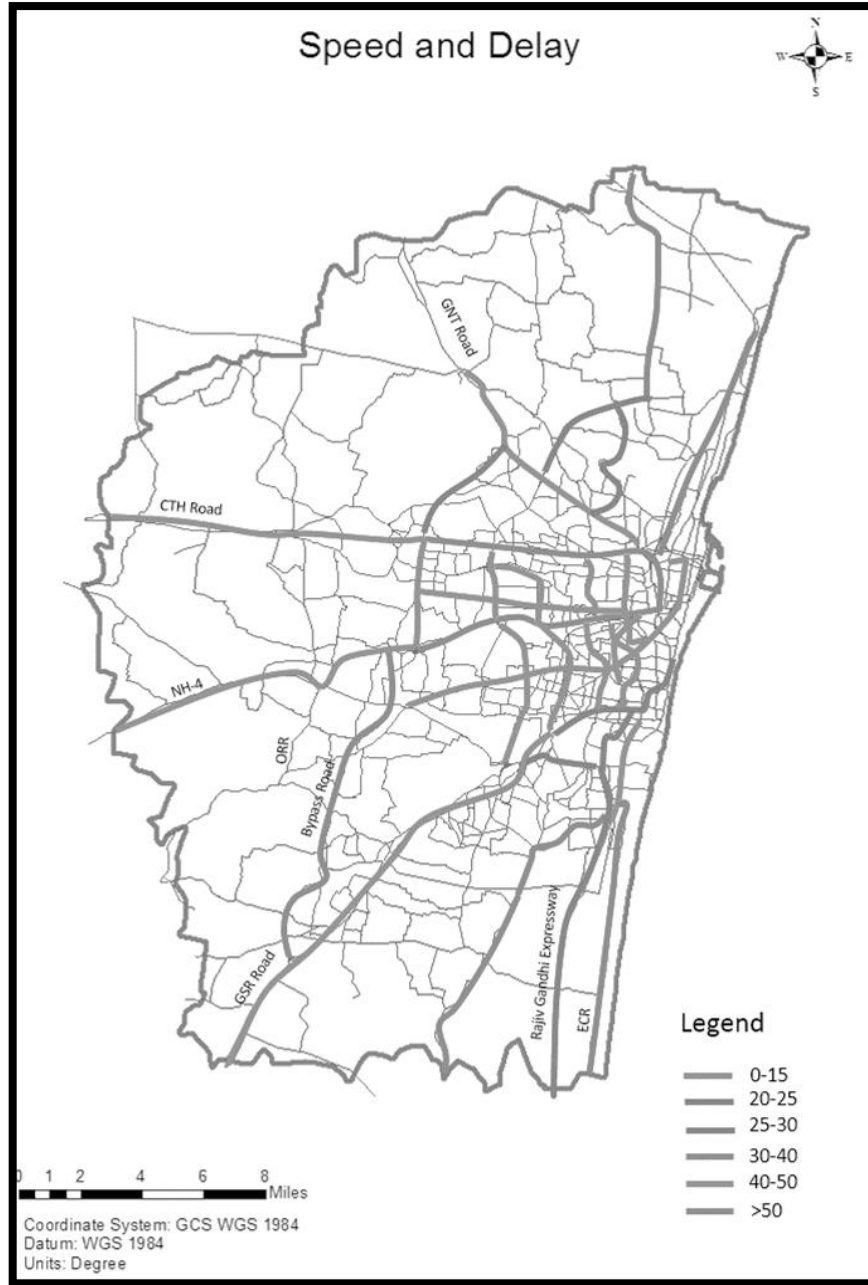 Speed and Delay
N
W E
S
GNT Road
CTH Road
NH-4
ORR
Bypass Road
GSR Road
Rajiv Gandhi Expressway
ECR
Legend
0-15
20-25
25-30
30-40
40-50
>50
0 1 2 4 6 8
Miles
Coordinate System: GCS WGS 1984
Datum: WGS 1984
Units: Degree